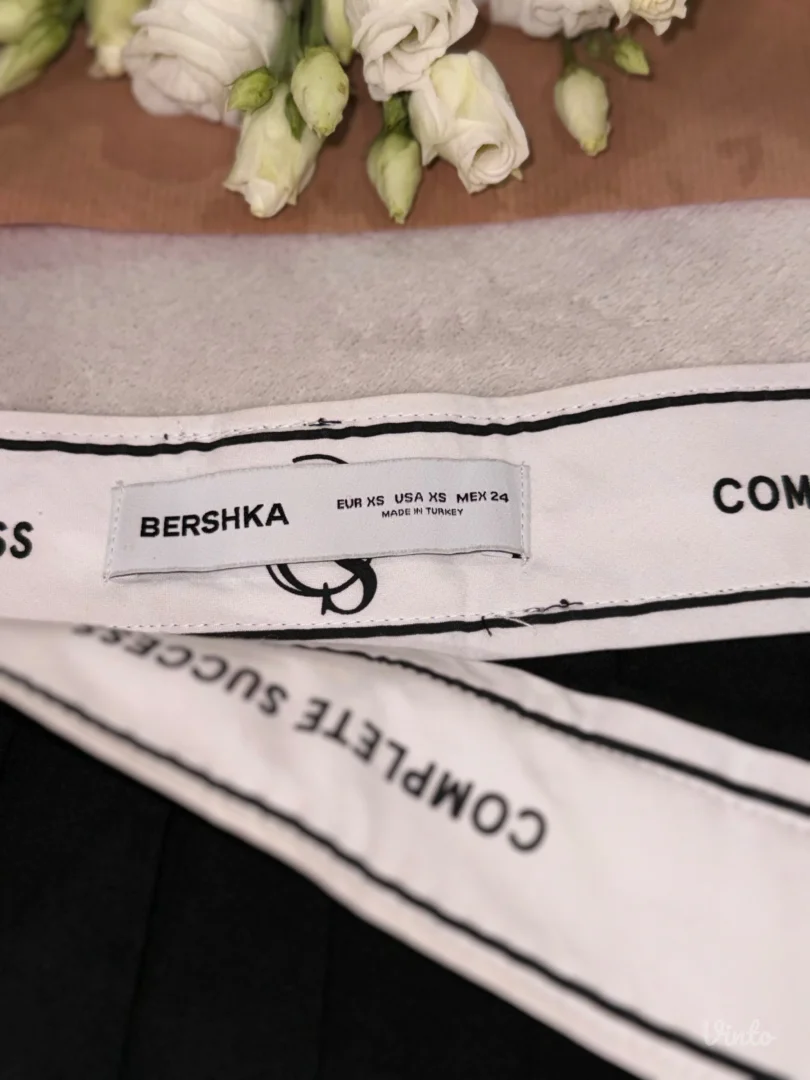 BERSHKA
EUR XS USA XS MEX 24
MADE IN TURKEY
SS
COM
COMPLETE SUCCESS
Vinto